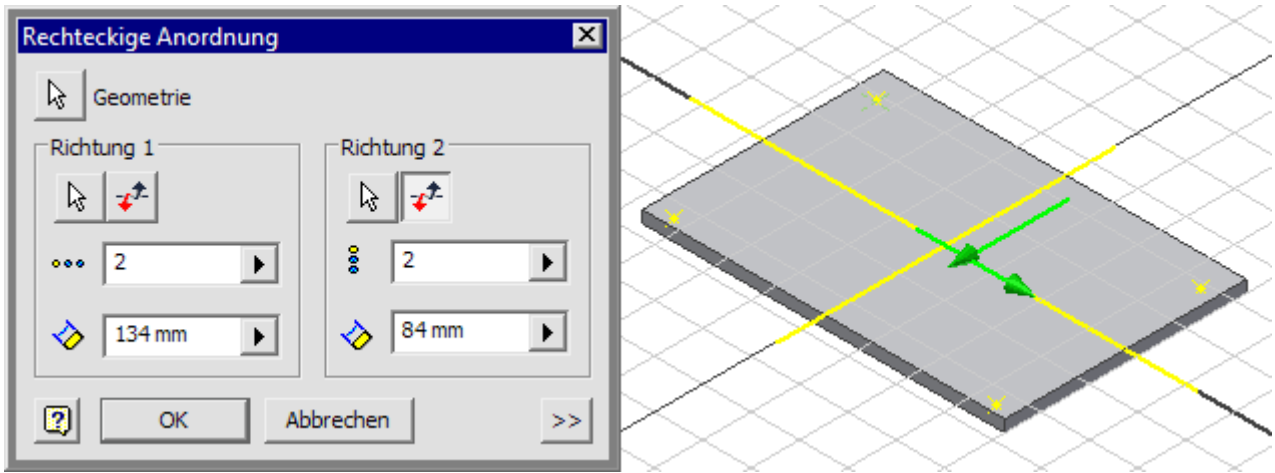 Rechteckige Anordnung
Geometrie
Richtung 1
Richtung 2
2
2
134 mm
84 mm
?
OK
Abbrechen
>>